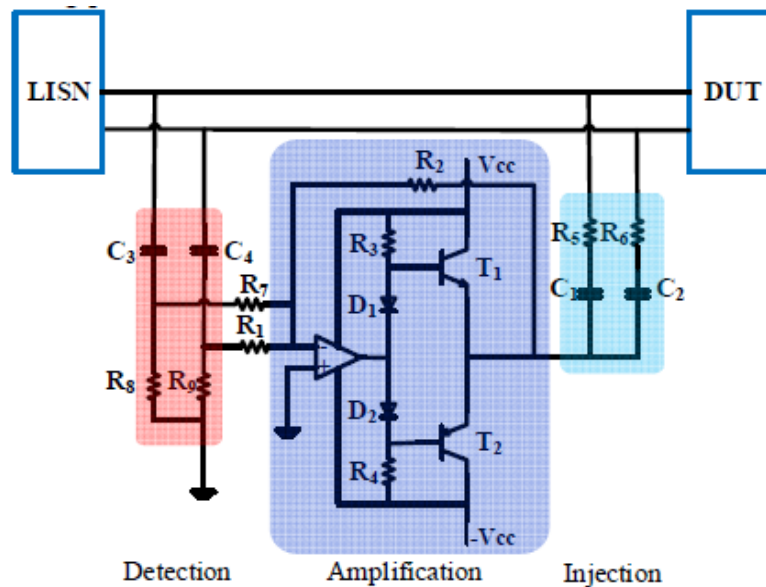 LISN
DUT
R2
Vcc
C3
C4
R3
R5
R6
R7
T1
C1
C2
R1
D1
R8
R9
D2
T2
R4
-Vcc
Detection
Amplification
Injection